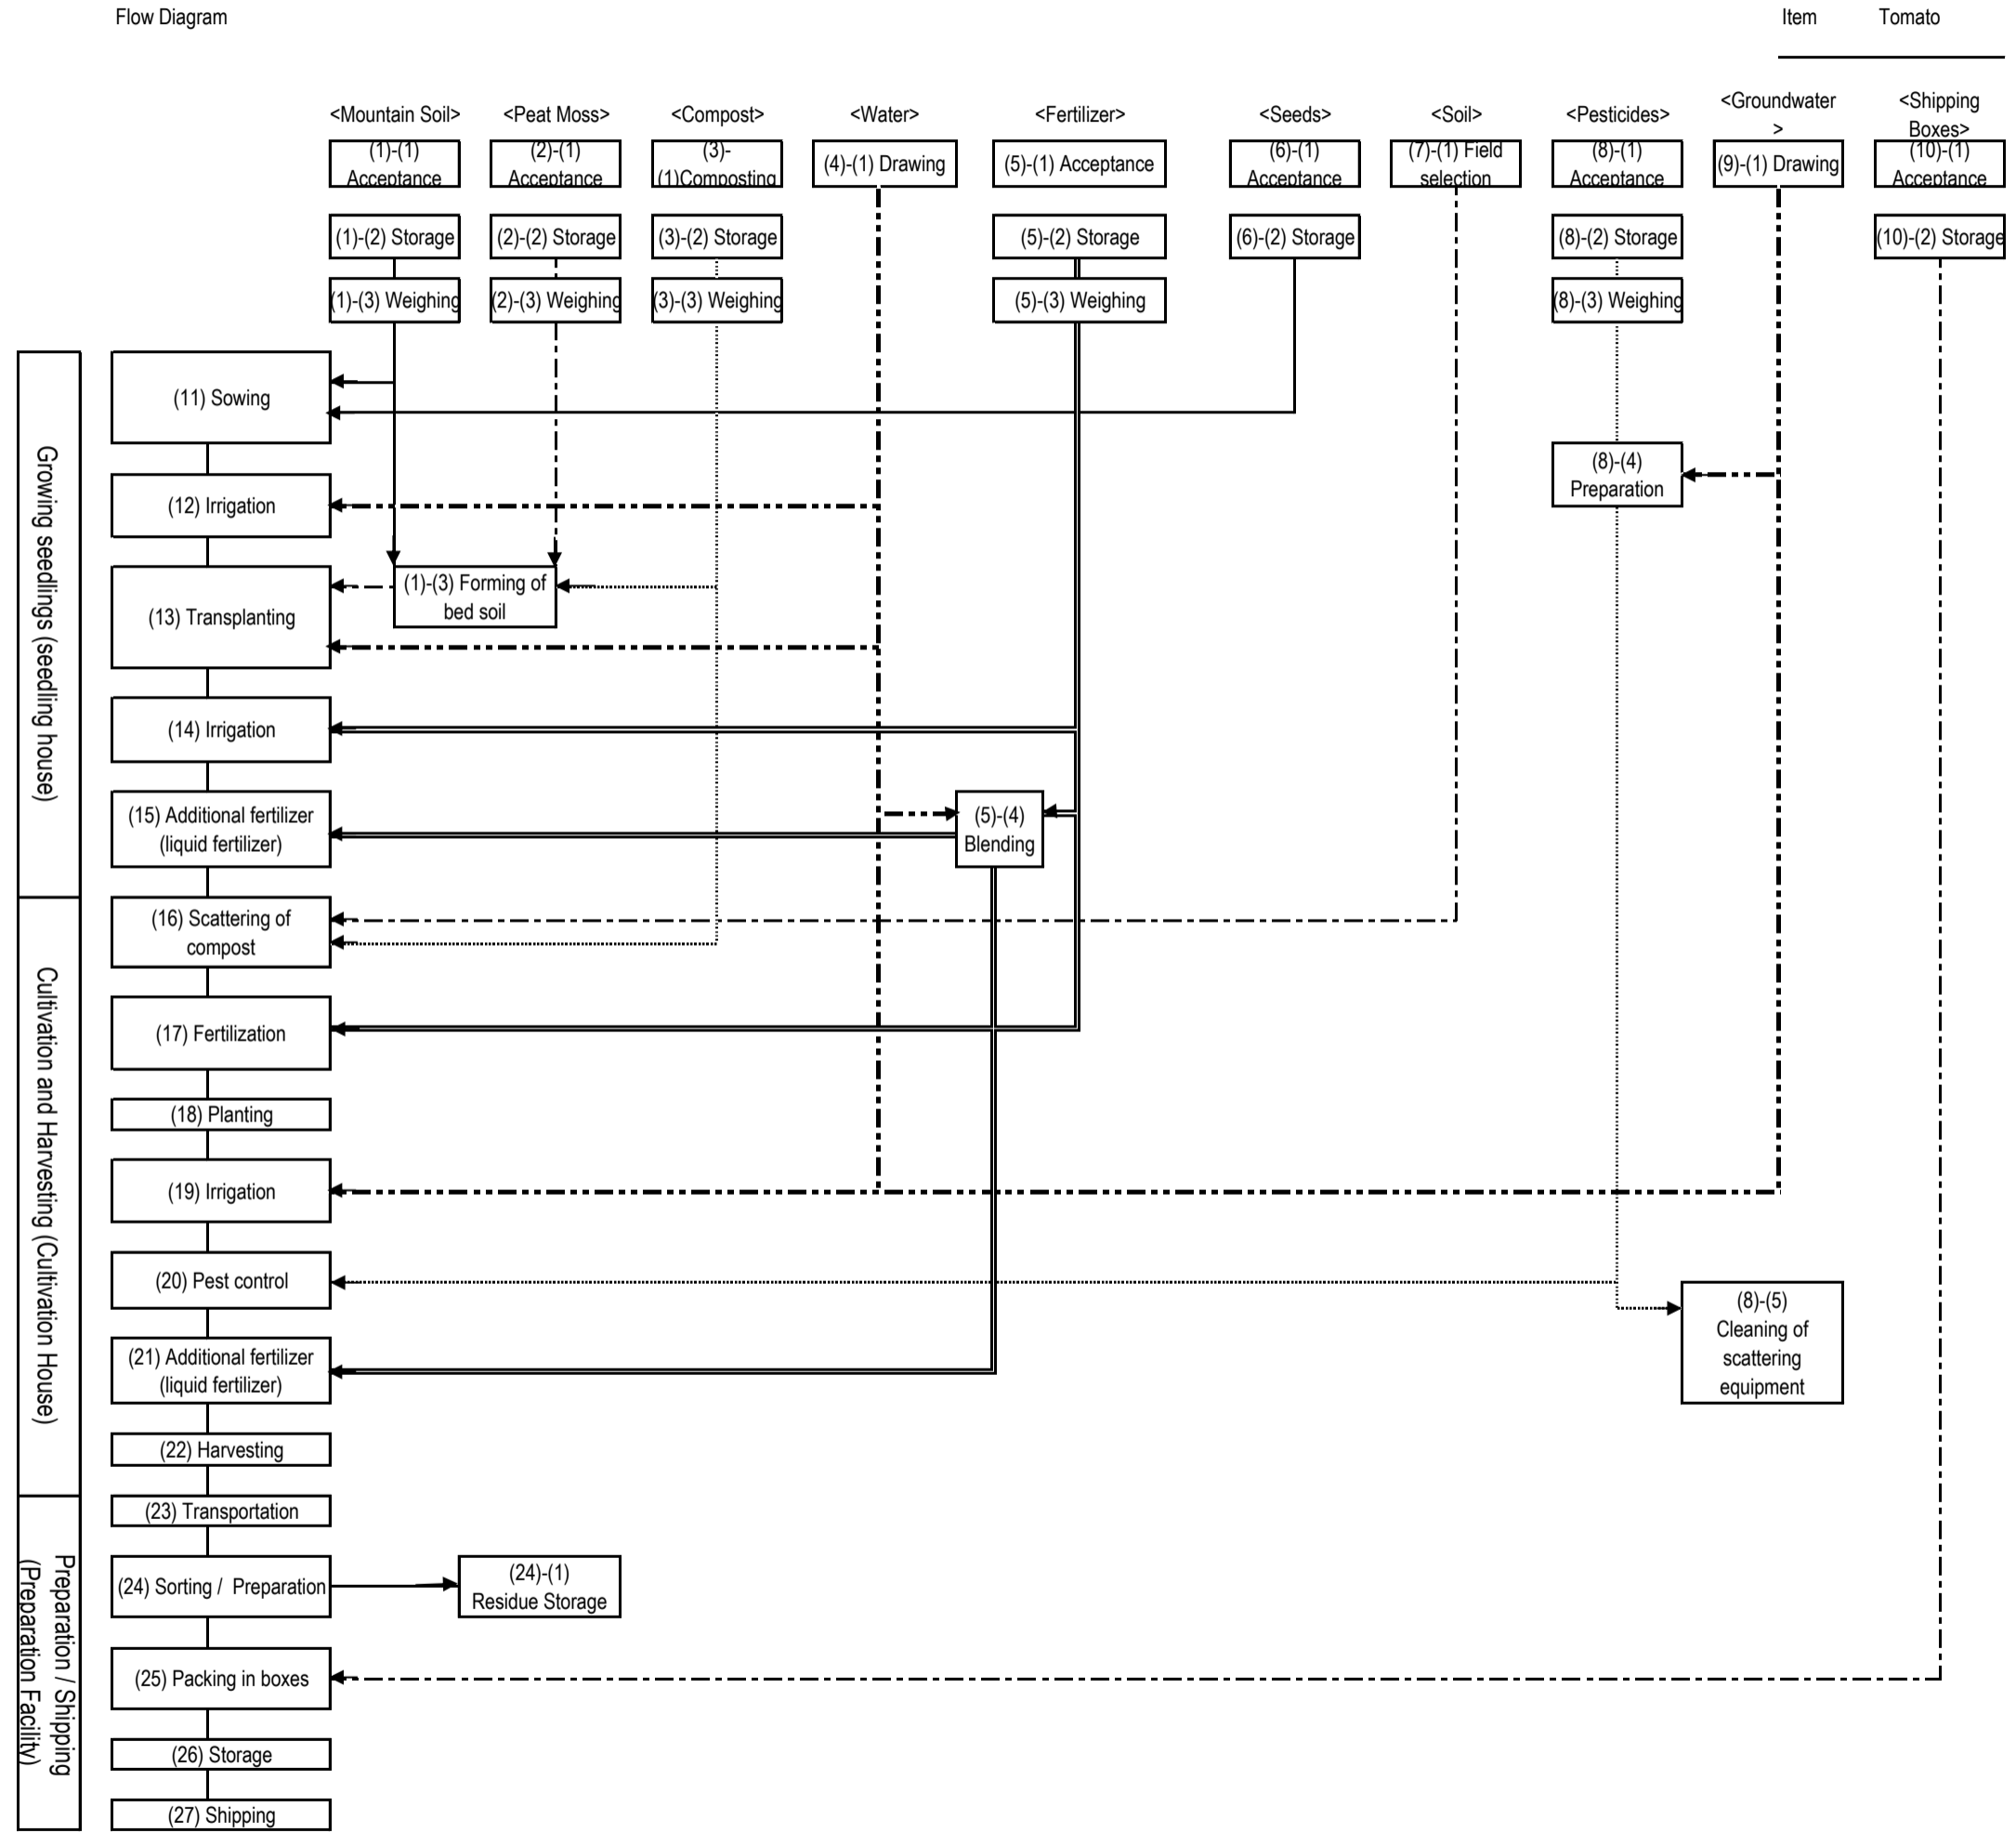 Flow Diagram
Item Tomato
<Mountain Soil>
<Peat Moss>
<Compost>
<Water>
<Fertilizer>
<Seeds>
<Soil>
<Pesticides>
<Groundwater
>
<Shipping
Boxes>
(1)-(1)
Acceptance
(2)-(1)
Acceptance
(3)-
(1)Composting
(4)-(1) Drawing
(5)-(1) Acceptance
(6)-(1)
Acceptance
(7)-(1) Field
selection
(8)-(1)
Acceptance
(9)-(1) Drawing
(10)-(1)
Acceptance
(1)-(2) Storage
(2)-(2) Storage
(3)-(2) Storage
(5)-(2) Storage
(6)-(2) Storage
(8)-(2) Storage
(10)-(2) Storage
(1)-(3) Weighing
(2)-(3) Weighing
(3)-(3) Weighing
(5)-(3) Weighing
(8)-(3) Weighing
Growing seedlings (seedling house)
(11) Sowing
(8)-(4)
Preparation
(12) Irrigation
(13) Transplanting
(1)-(3) Forming of
bed soil
(14) Irrigation
(15) Additional fertilizer
(liquid fertilizer)
(5)-(4)
Blending
Cultivation and Harvesting (Cultivation House)
(16) Scattering of
compost
(17) Fertilization
(18) Planting
(19) Irrigation
(20) Pest control
(8)-(5)
Cleaning of
scattering
equipment
(21) Additional fertilizer
(liquid fertilizer)
(22) Harvesting
Preparation / Shipping
(Preparation Facility)
(23) Transportation
(24) Sorting / Preparation
(24)-(1)
Residue Storage
(25) Packing in boxes
(26) Storage
(27) Shipping